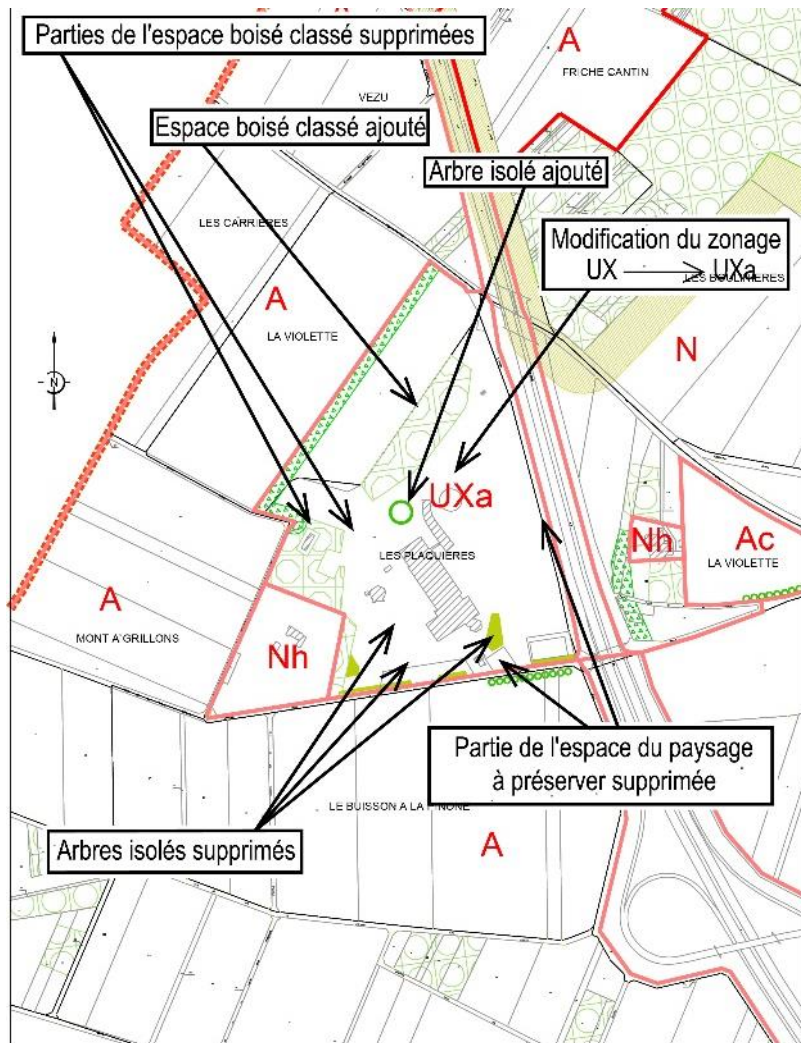 Parties de l'espace boisé classé supprimées
A
FRICHE CANTIN
VEZU
Espace boisé classé ajouté
Arbre isolé ajouté
LES CARRIERES
Modification du zonage
UX UXa
LES BOULMIERES
A
LA VIOLETTE
N
N
UXa
LES PLAQUIERES
Nh
Ac
LA VIOLETTE
A
MONT A'GRILLONS
Nh
Partie de l'espace du paysage
à préserver supprimée
LE BUISSON A LA
Arbres isolés supprimés
A